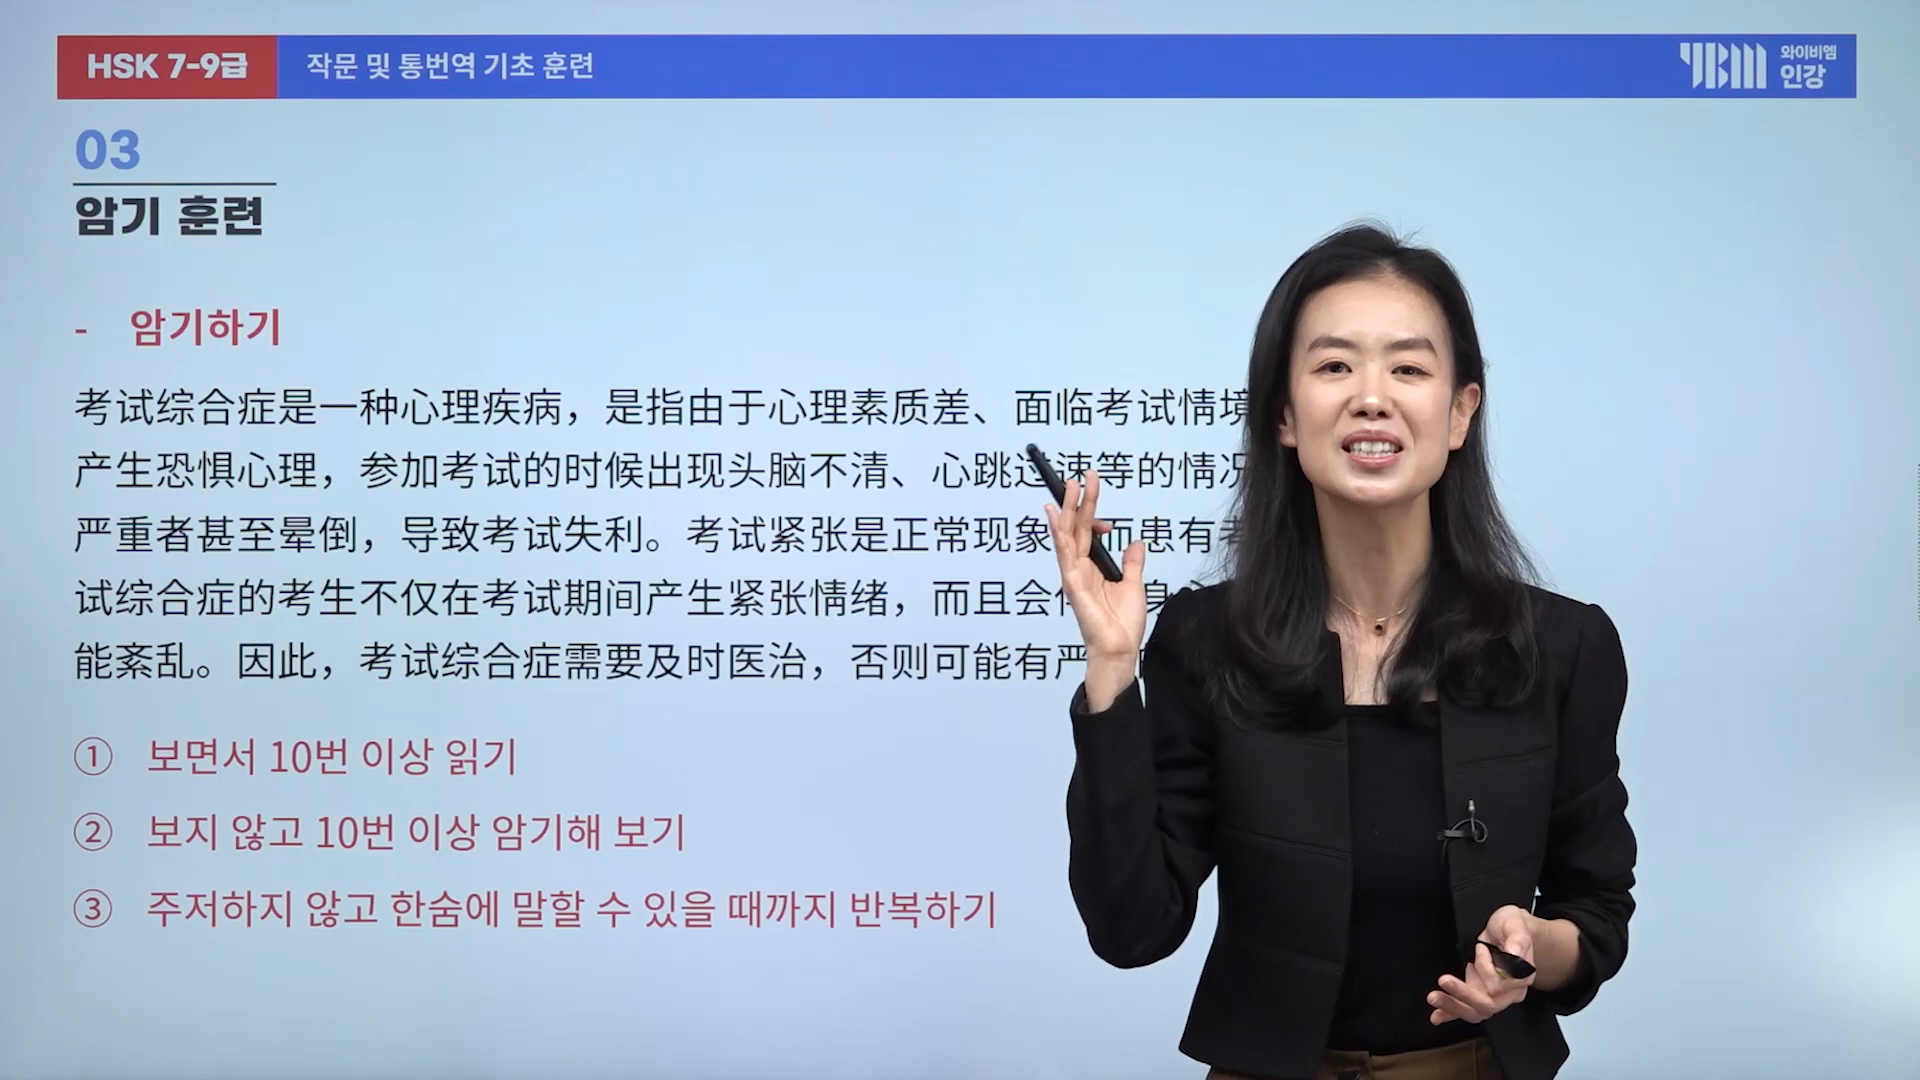 HSK 7-9급
작문 및 통번역 기초 훈련
YBM 와이비엠 인강
03
암기 훈련
- 암기하기
考试综合症是一种心理疾病，是指由于心理素质差、面临考试情境
产生恐惧心理，参加考试的时候出现头脑不清、心跳过速等的情况
严重者甚至晕倒，导致考试失利。考试紧张是正常现象 而患有考
试综合症的考生不仅在考试期间产生紧张情绪，而且会 身
能紊乱。因此，考试综合症需要及时医治，否则可能有严
① 보면서 10번 이상 읽기
② 보지 않고 10번 이상 암기해 보기
③ 주저하지 않고 한숨에 말할 수 있을 때까지 반복하기